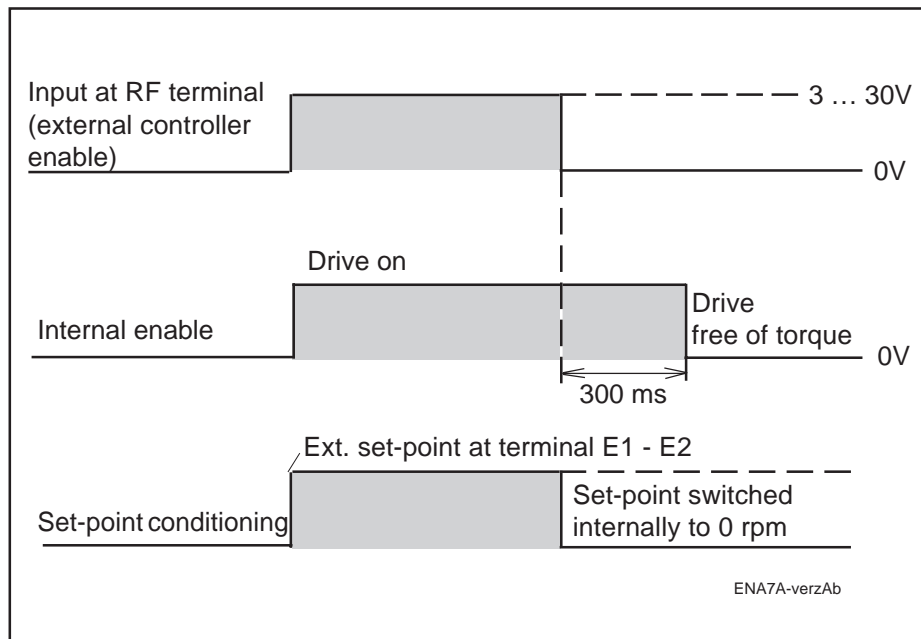 Input at RF terminal
(external controller
enable)
3 … 30V
0V
Drive on
Internal enable
Drive
free of torque
0V
300 ms
Ext. set-point at terminal E1 - E2
Set-point conditioning
Set-point switched
internally to 0 rpm
ENA7A-verzAb